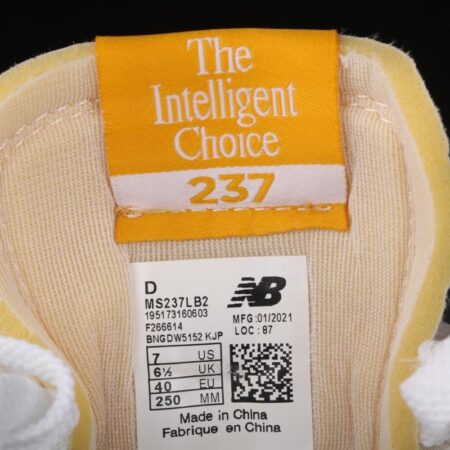 The
Intelligent
Choice
237
D
MS237LB2
195173160603
F266614
BNGDW5152 KJP
NB
MFG:01/2021
LOC: 87
7 US
6½ UK
40 EU
250 MM
Made in China
Fabrique en China